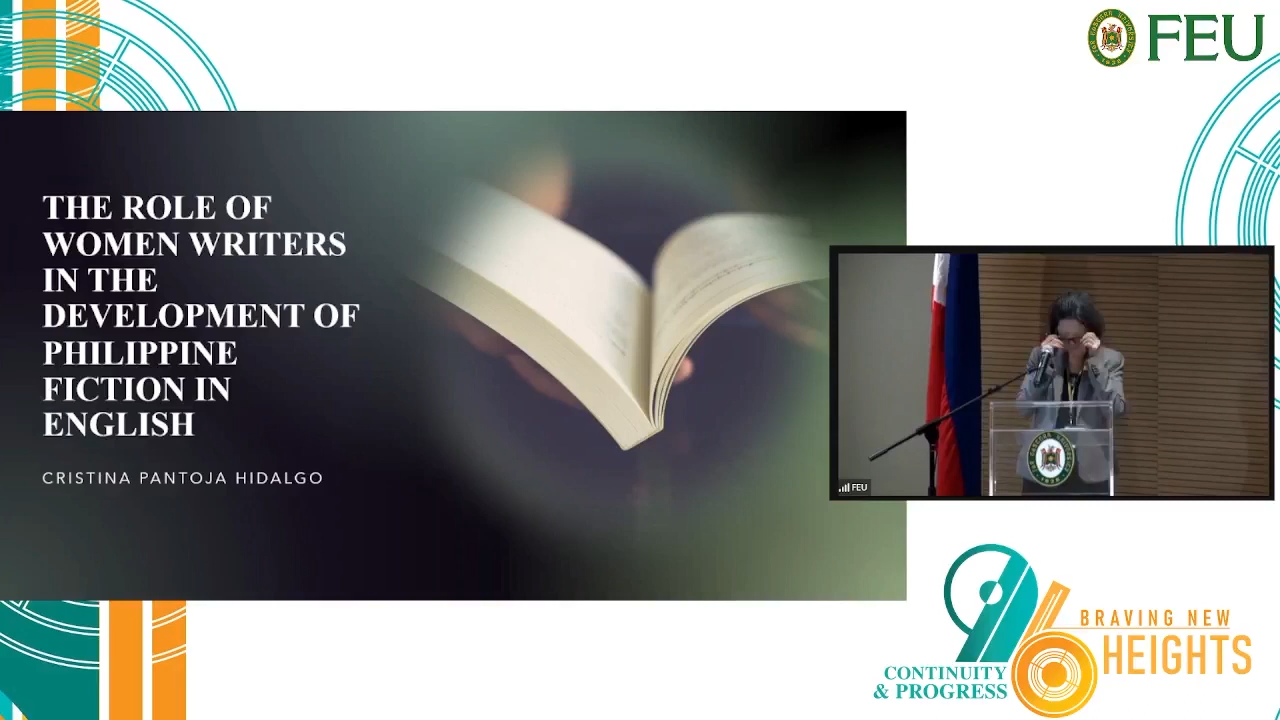 FEU
THE ROLE OF
WOMEN WRITERS
IN THE
DEVELOPMENT OF
PHILIPPINE
FICTION IN
ENGLISH
CRISTINA PANTOJA HIDALGO
FEU
96
BRAVING NEW
HEIGHTS
CONTINUITY
& PROGRESS